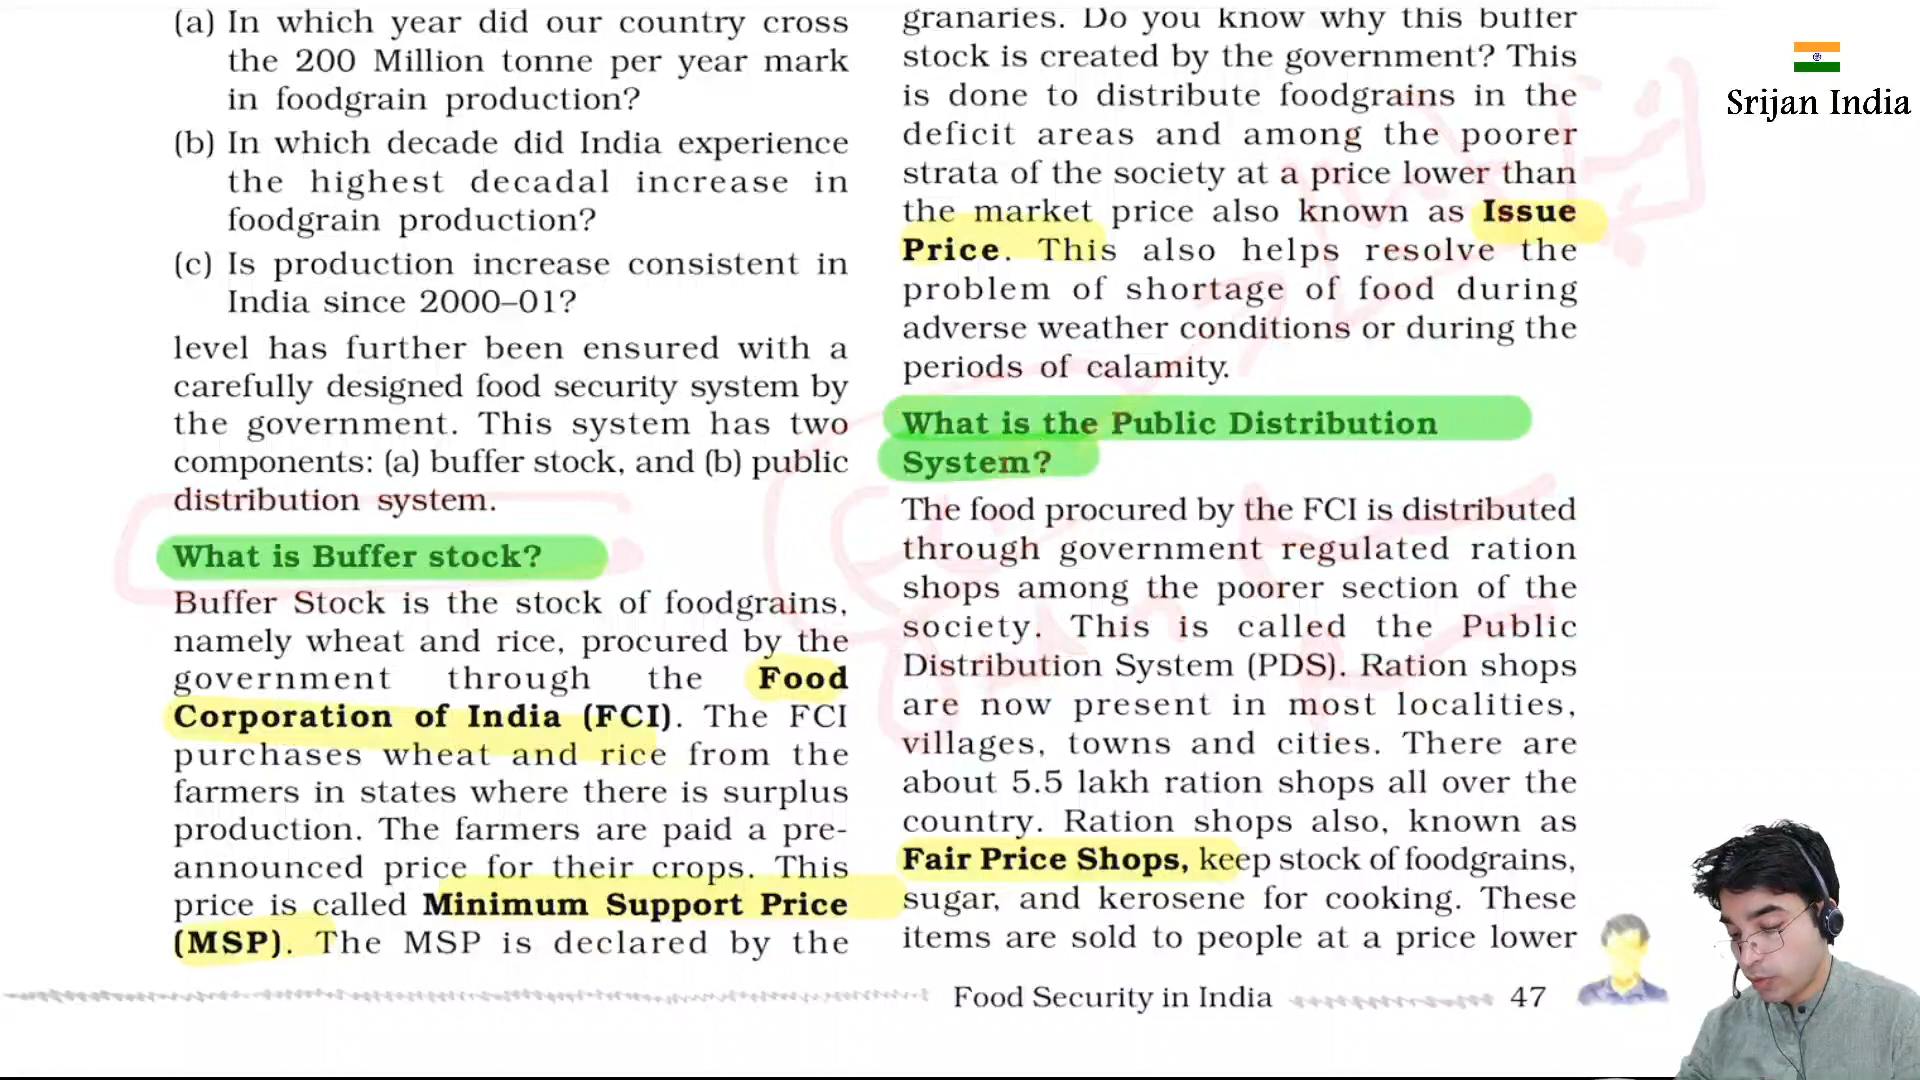 (a) In which year did our country cross
the 200 Million tonne per year mark
in foodgrain production?
(b) In which decade did India experience
the highest decadal increase in
foodgrain production?
(c) Is production increase consistent in
India since 2000–01?
level has further been ensured with a
carefully designed food security system by
the government. This system has two
components: (a) buffer stock, and (b) public
distribution system.
What is Buffer stock?
Buffer Stock is the stock of foodgrains,
namely wheat and rice, procured by the
government through the Food
Corporation of India (FCI). The FCI
purchases wheat and rice from the
farmers in states where there is surplus
production. The farmers are paid a pre-
announced price for their crops. This
price is called Minimum Support Price
(MSP). The MSP is declared by the
granaries. Do you know why this buffer
stock is created by the government? This
is done to distribute foodgrains in the
deficit areas and among the poorer
strata of the society at a price lower than
the market price also known as Issue
Price. This also helps resolve the
problem of shortage of food during
adverse weather conditions or during the
periods of calamity.
What is the Public Distribution
System?
The food procured by the FCI is distributed
through government regulated ration
shops among the poorer section of the
society. This is called the Public
Distribution System (PDS). Ration shops
are now present in most localities,
villages, towns and cities. There are
about 5.5 lakh ration shops all over the
country. Ration shops also, known as
Fair Price Shops, keep stock of foodgrains,
sugar, and kerosene for cooking. These
items are sold to people at a price lower
Food Security in India 47
Srijan India